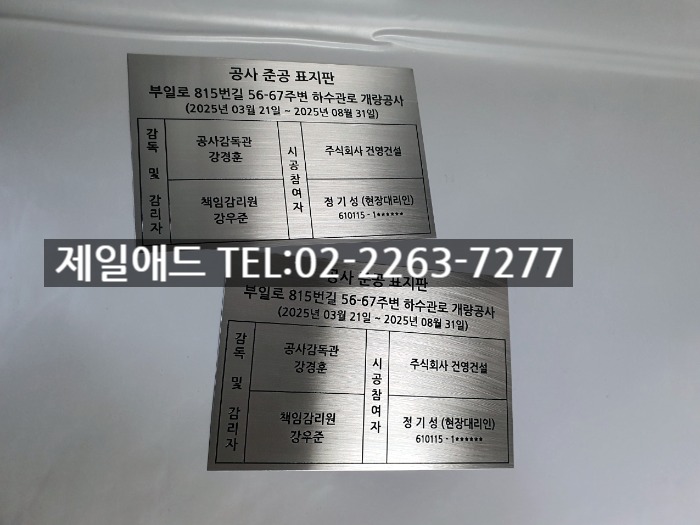 공사 준공 표지판
부일로 815번길 56-67주변 하수관로 개량공사
(2025년 03월 21일 ~ 2025년 08월 31일)
감독 및 감리자
공사감독관
강경훈
시공참여자
주식회사 건영건설
책임감리원
강우준
정 기 성 (현장대리인)
610115 - 1******
제일애드 TEL:02-2263-7277
공사 준공 표지판
부일로 815번길 56-67주변 하수관로 개량공사
(2025년 03월 21일 ~ 2025년 08월 31일)
감독 및 감리자
공사감독관
강경훈
시공참여자
주식회사 건영건설
책임감리원
강우준
정 기 성 (현장대리인)
610115 - 1******